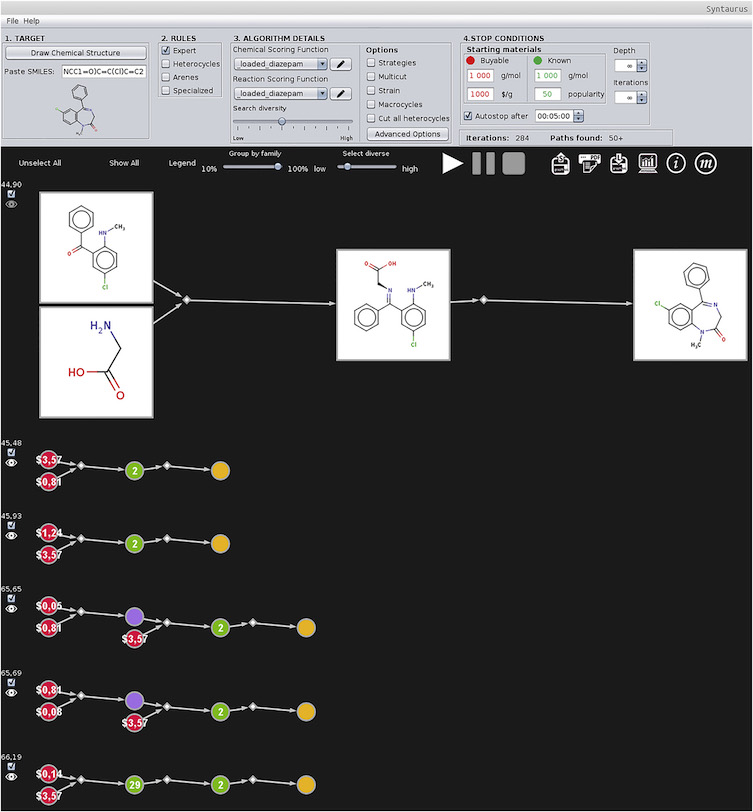 Syntaurus
File Help
1. TARGET
Draw Chemical Structure
Paste SMILES: NCC1=O)C=C(Cl)C=C2
2. RULES
Expert
Heterocycles
Arenes
Specialized
3. ALGORITHM DETAILS
Chemical Scoring Function
_loaded_diazepam
Reaction Scoring Function
_loaded_diazepam
Search diversity
Low High
Options
Strategies
Multicut
Strain
Macrocycles
Cut all heterocycles
Advanced Options
4.STOP CONDITIONS
Starting materials
Buyable Known
1 000 g/mol 1 000 g/mol
1000 $/g 50 popularity
Autostop after 00:05:00
Depth
∞
Iterations
∞
Iterations: 284 Paths found: 50+
Unselect All Show All Legend
Group by family
10% 100%
Select diverse
low high
PDF
i m
44,90
O HN CH3
Cl
H2N
HO O
O OH
N HN CH3
Cl
Cl N
N O
H3C
45,48
$3,57
$0,81
2
45,93
$1,24
$3,57
2
65,65
$0,05
$0,81
$3,57
2
65,69
$0,81
$0,08
$3,57
2
66,19
$0,14
$3,57
29 2